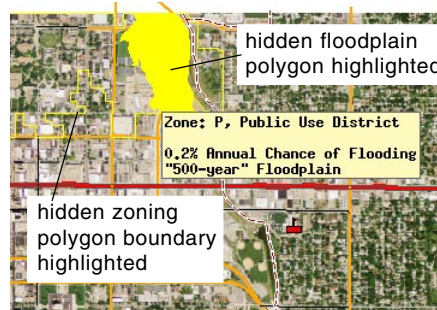 hidden floodplain
polygon highlighted
Zone: P, Public Use District
0.2% Annual Chance of Flooding
"500-year" Floodplain
hidden zoning
polygon boundary
highlighted